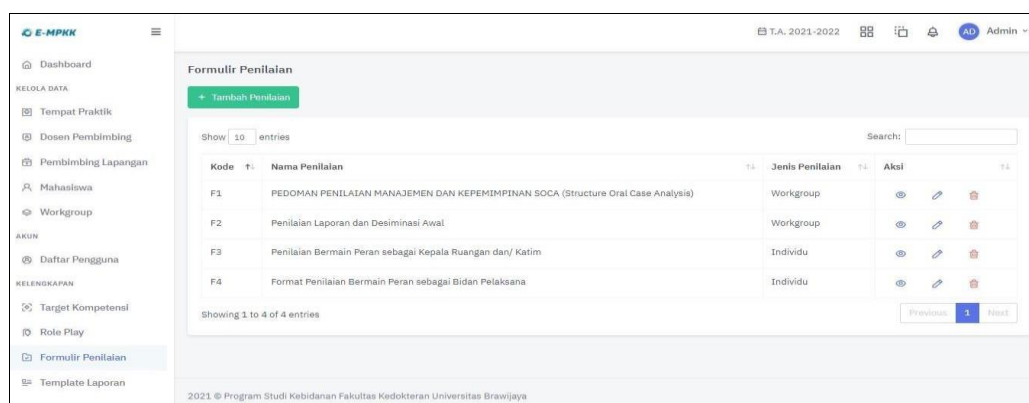 E-MPKK
T.A. 2021-2022
AD
Admin
Dashboard
KELOLA DATA
Tempat Praktik
Dosen Pembimbing
Pembimbing Lapangan
Mahasiswa
Workgroup
AKUN
Daftar Pengguna
KELENGKAPAN
Target Kompetensi
Role Play
Formulir Penilaian
Template Laporan
Formulir Penilaian
+ Tambah Penilaian
Show 10 entries
Search:
Kode Nama Penilaian Jenis Penilaian Aksi
F1 PEDOMAN PENILAIAN MANAJEMEN DAN KEPEMIMPINAN SOCA (Structure Oral Case Analysis) Workgroup
F2 Penilaian Laporan dan Desiminasi Awal Workgroup
F3 Penilaian Bermain Peran sebagai Kepala Ruangan dan/ Katim Individu
F4 Format Penilaian Bermain Peran sebagai Bidan Pelaksana Individu
Showing 1 to 4 of 4 entries
Previous 1 Next
2021 © Program Studi Kebidanan Fakultas Kedokteran Universitas Brawijaya